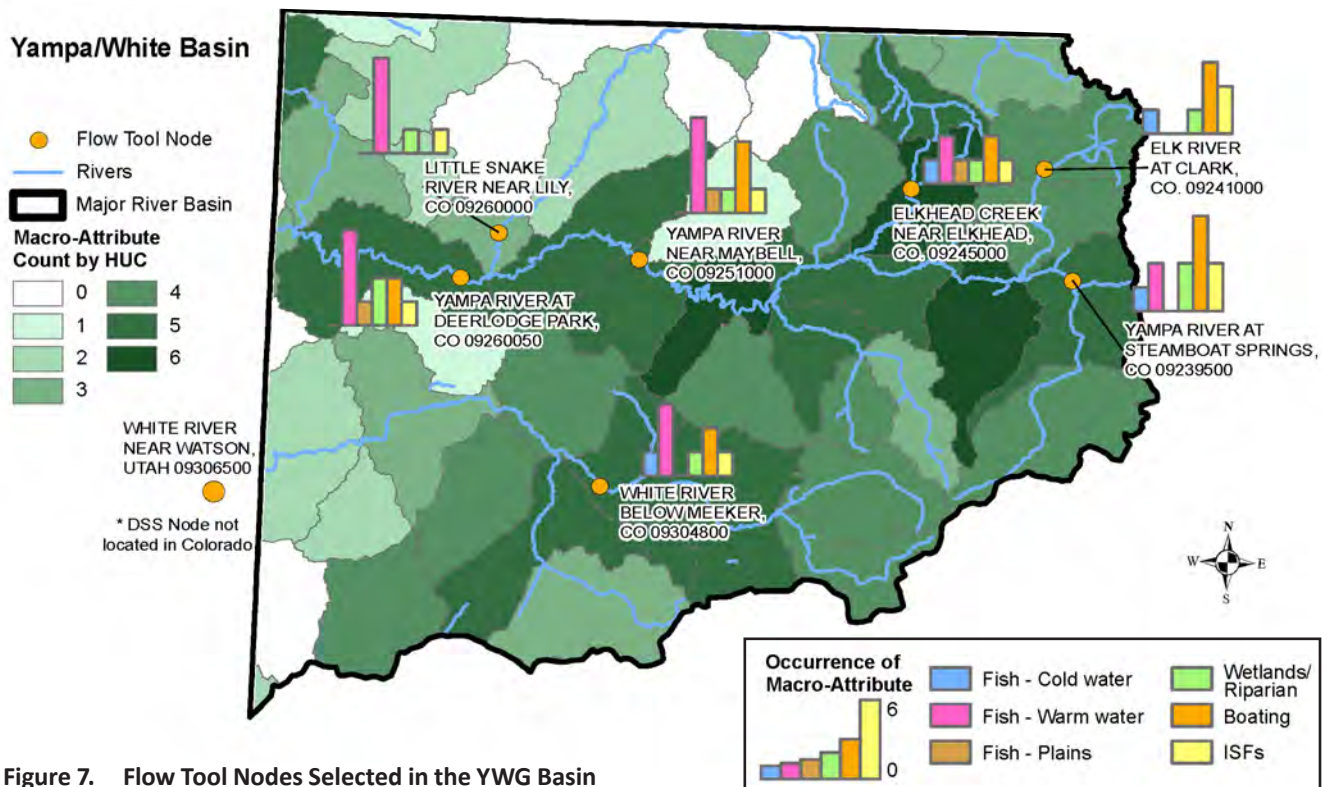 Yampa/White Basin
Flow Tool Node
Rivers
Major River Basin
Macro-Attribute
Count by HUC
0
4
1
5
2
6
3
WHITE RIVER
NEAR WATSON,
UTAH 09306500
* DSS Node not
located in Colorado
LITTLE SNAKE
RIVER NEAR LILY,
CO 09260000
YAMPA RIVER AT
DEERLODGE PARK,
CO 09260050
YAMPA RIVER
NEAR MAYBELL,
CO 09251000
ELKHEAD CREEK
NEAR ELKHEAD,
CO. 09245000
ELK RIVER
AT CLARK,
CO. 09241000
YAMPA RIVER AT
STEAMBOAT SPRINGS,
CO 09239500
WHITE RIVER
BELOW MEEKER,
CO 09304800
N
W E
S
Occurrence of
Macro-Attribute
6
0
Fish - Cold water
Fish - Warm water
Fish - Plains
Wetlands/
Riparian
Boating
ISFs
Figure 7. Flow Tool Nodes Selected in the YWG Basin